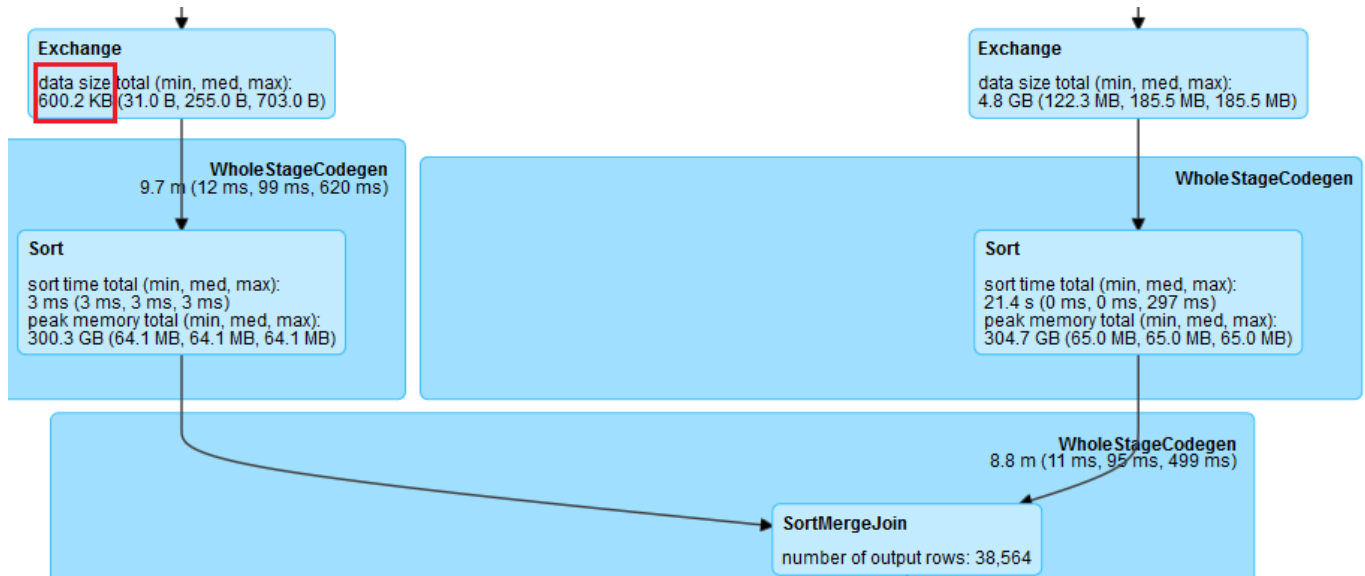 Exchange
data size total (min, med, max):
600.2 KB (31.0 B, 255.0 B, 703.0 B)
Exchange
data size total (min, med, max):
4.8 GB (122.3 MB, 185.5 MB, 185.5 MB)
WholeStageCodegen
9.7 m (12 ms, 99 ms, 620 ms)
WholeStageCodegen
Sort
sort time total (min, med, max):
3 ms (3 ms, 3 ms, 3 ms)
peak memory total (min, med, max):
300.3 GB (64.1 MB, 64.1 MB, 64.1 MB)
Sort
sort time total (min, med, max):
21.4 s (0 ms, 0 ms, 297 ms)
peak memory total (min, med, max):
304.7 GB (65.0 MB, 65.0 MB, 65.0 MB)
WholeStageCodegen
8.8 m (11 ms, 95 ms, 499 ms)
SortMergeJoin
number of output rows: 38,564